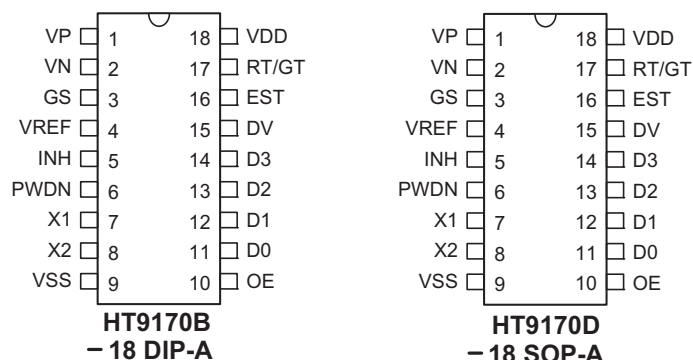 VP 1 18 VDD
VN 2 17 RT/GT
GS 3 16 EST
VREF 4 15 DV
INH 5 14 D3
PWDN 6 13 D2
X1 7 12 D1
X2 8 11 D0
VSS 9 10 OE
HT9170B
– 18 DIP-A
VP 1 18 VDD
VN 2 17 RT/GT
GS 3 16 EST
VREF 4 15 DV
INH 5 14 D3
PWDN 6 13 D2
X1 7 12 D1
X2 8 11 D0
VSS 9 10 OE
HT9170D
– 18 SOP-A